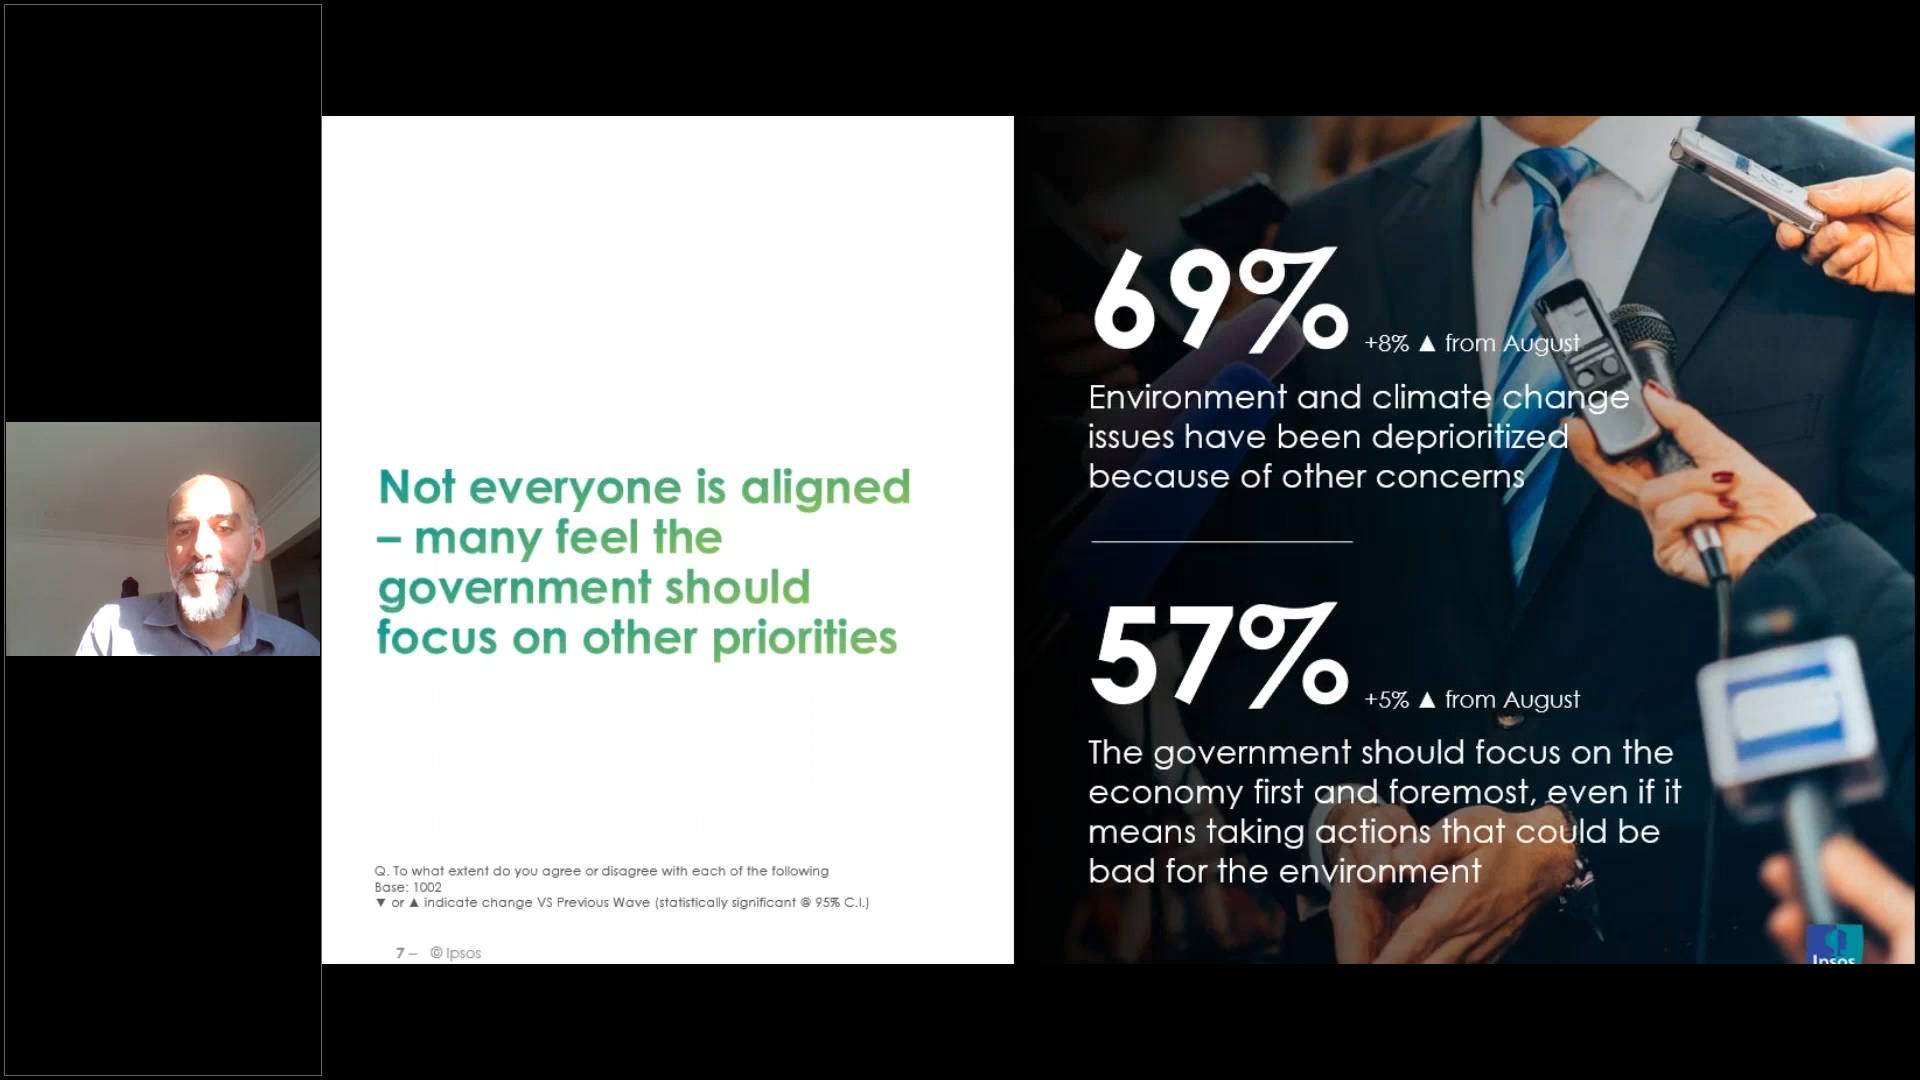 Not everyone is aligned
– many feel the
government should
focus on other priorities
Q. To what extent do you agree or disagree with each of the following
Base: 1002
▼ or ▲ indicate change VS Previous Wave (statistically significant @ 95% C.I.)
7 – © Ipsos
69% +8% ▲ from August
Environment and climate change
issues have been deprioritized
because of other concerns
57% +5% ▲ from August
The government should focus on the
economy first and foremost, even if it
means taking actions that could be
bad for the environment
Ipsos